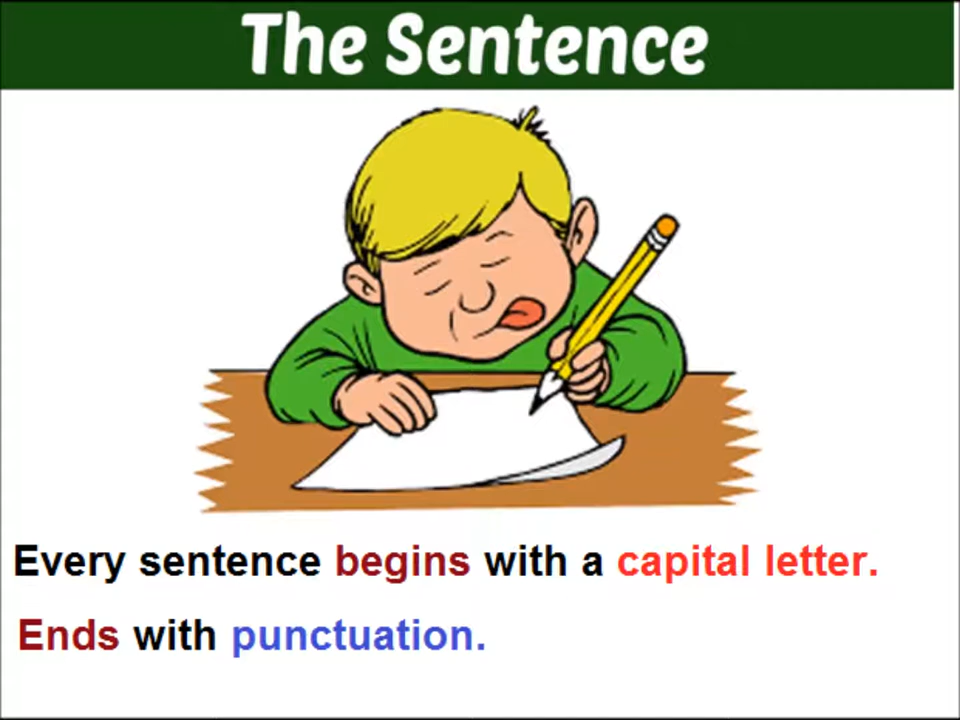 The Sentence
Every sentence begins with a capital letter.
Ends with punctuation.